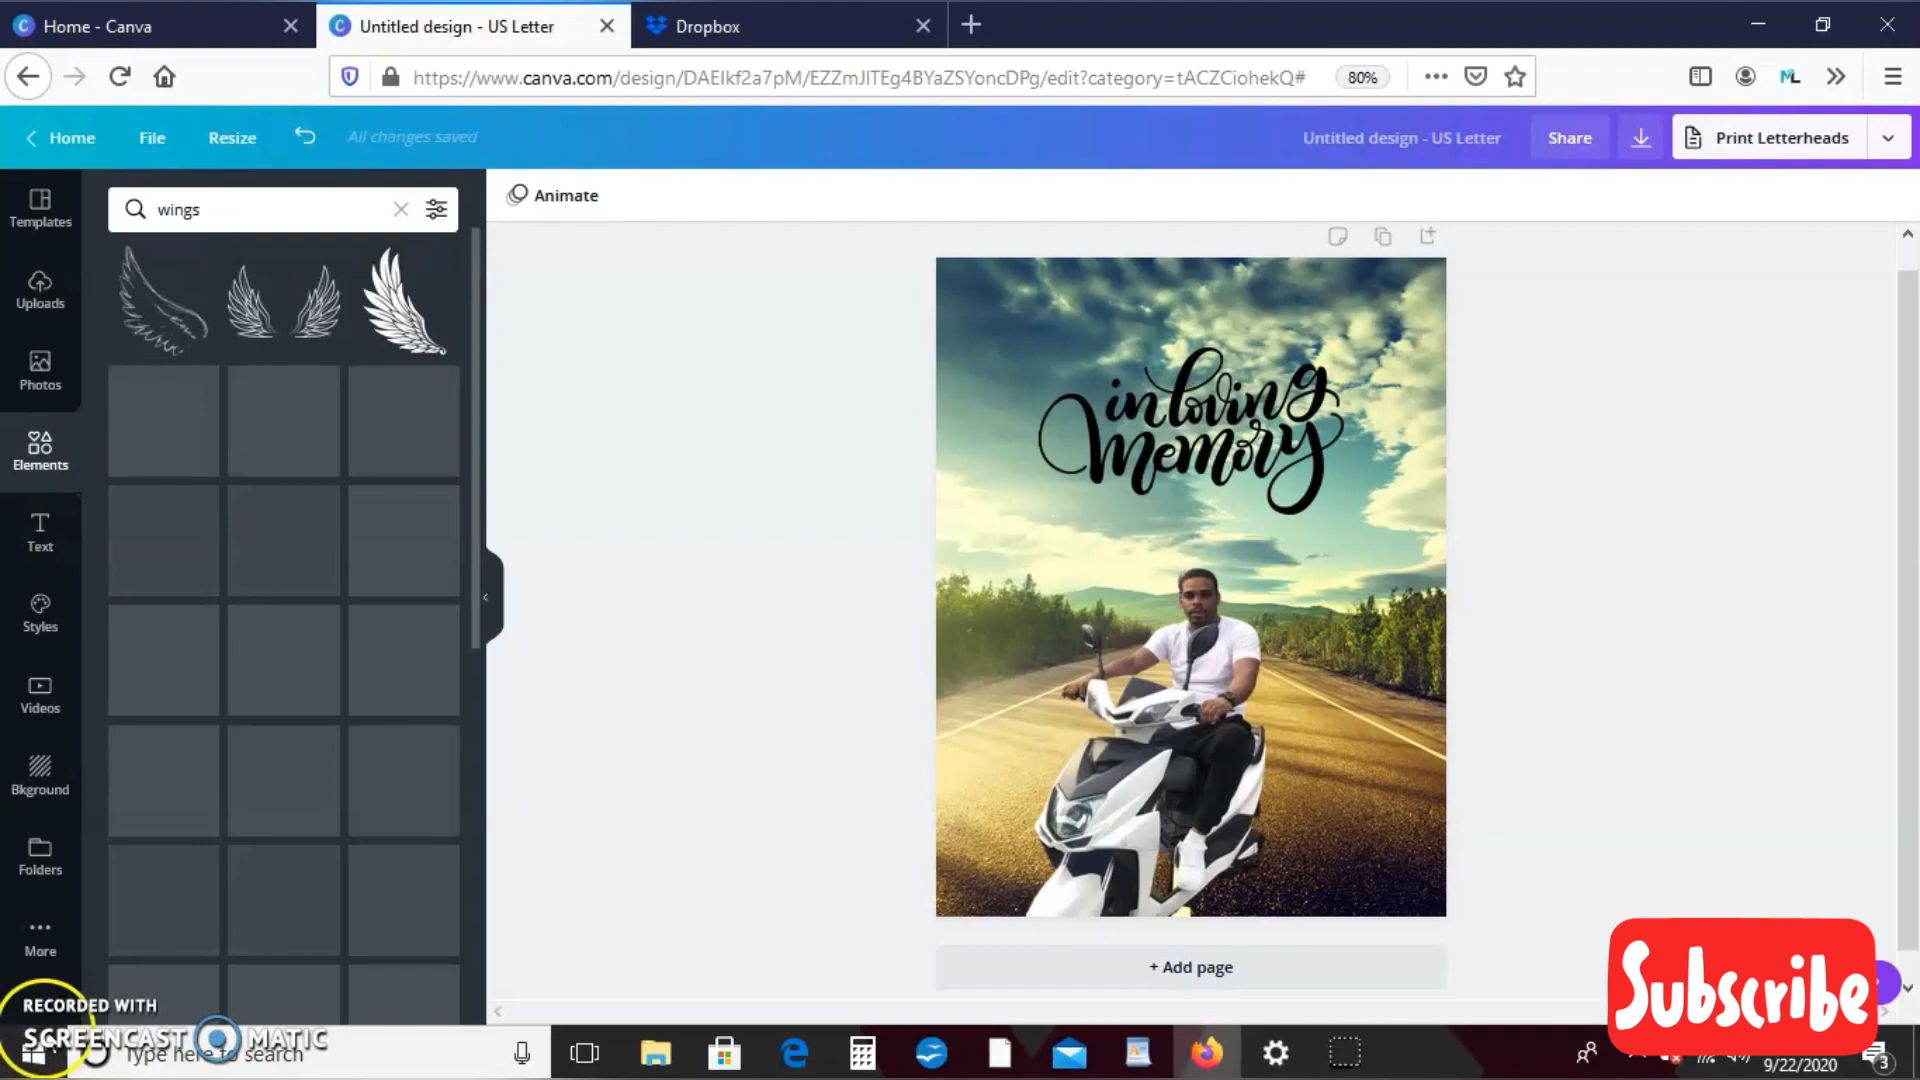 Home - Canva
Untitled design - US Letter
Dropbox
https://www.canva.com/design/DAEIkf2a7pM/EZZmJITEg4BYaZSYoncDPg/edit?category=tACZCiohekQ#
80%
Home
File
Resize
All changes saved
Untitled design - US Letter
Share
Print Letterheads
Templates
Uploads
Photos
Elements
Text
Styles
Videos
Bkground
Folders
More
wings
Animate
in loving
memory
+ Add page
RECORDED WITH
SCREENCAST MATIC
Type here to search
Subscribe
9/22/2020
3